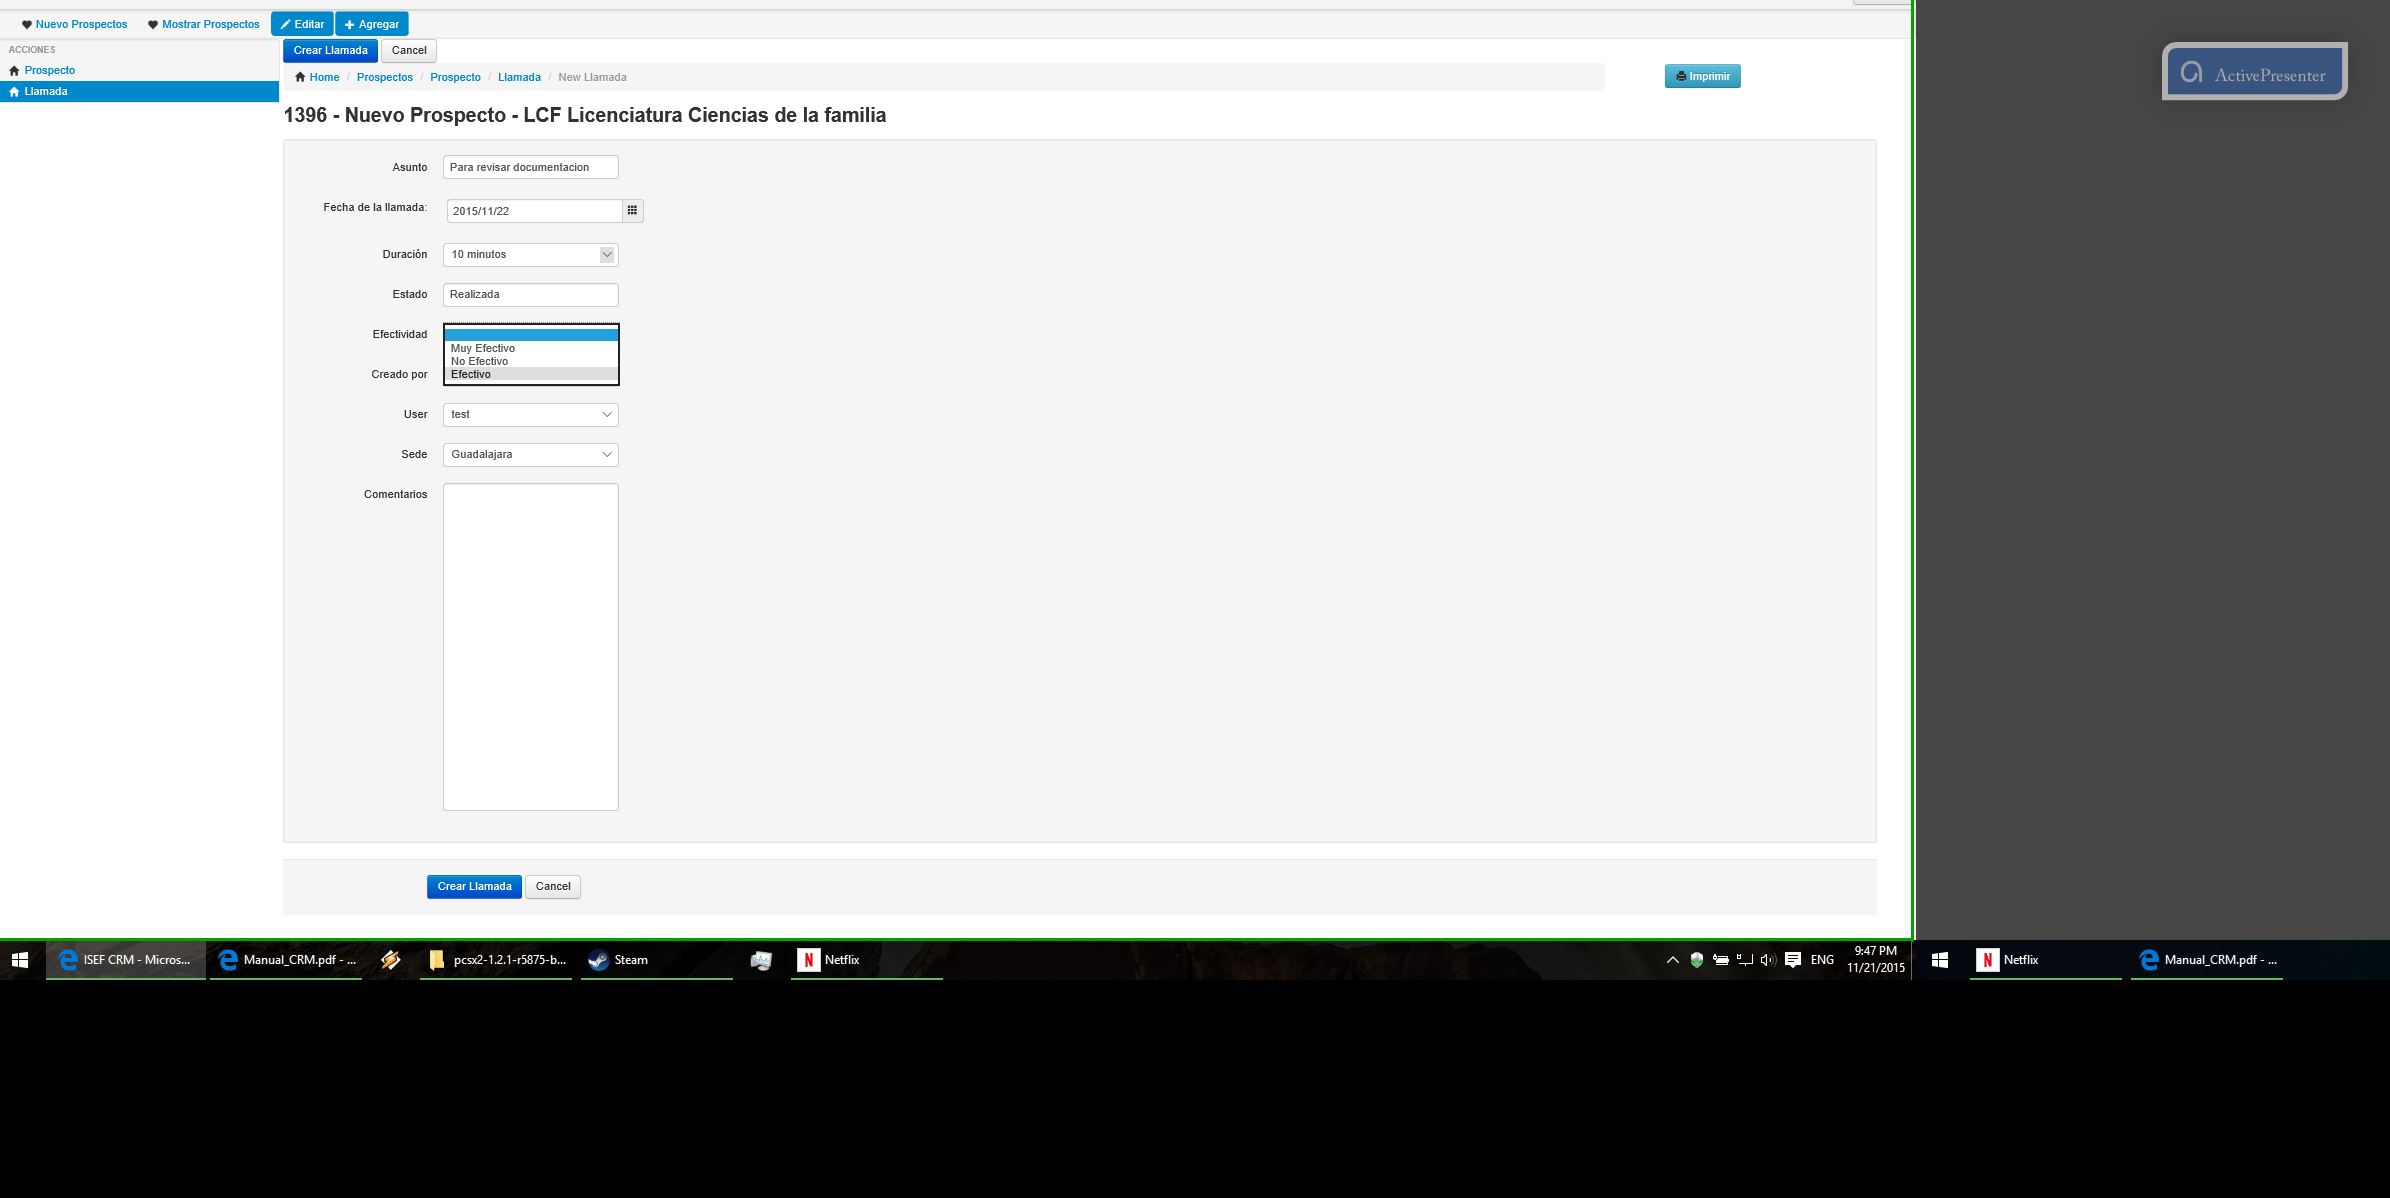 Nuevo Prospectos Mostrar Prospectos Editar Agregar
ACCIONES
Prospecto
Llamada
Crear Llamada Cancel
Home / Prospectos / Prospecto / Llamada / New Llamada
Imprimir
ActivePresenter
1396 - Nuevo Prospecto - LCF Licenciatura Ciencias de la familia
Asunto Para revisar documentacion
Fecha de la llamada: 2015/11/22
Duración 10 minutos
Estado Realizada
Efectividad
Muy Efectivo
No Efectivo
Efectivo
Creado por
User test
Sede Guadalajara
Comentarios
Crear Llamada Cancel
ISEF CRM - Micros... Manual_CRM.pdf - ... pcsx2-1.2.1-r5875-b... Steam N Netflix ENG 9:47 PM
11/21/2015
N Netflix Manual_CRM.pdf - ...